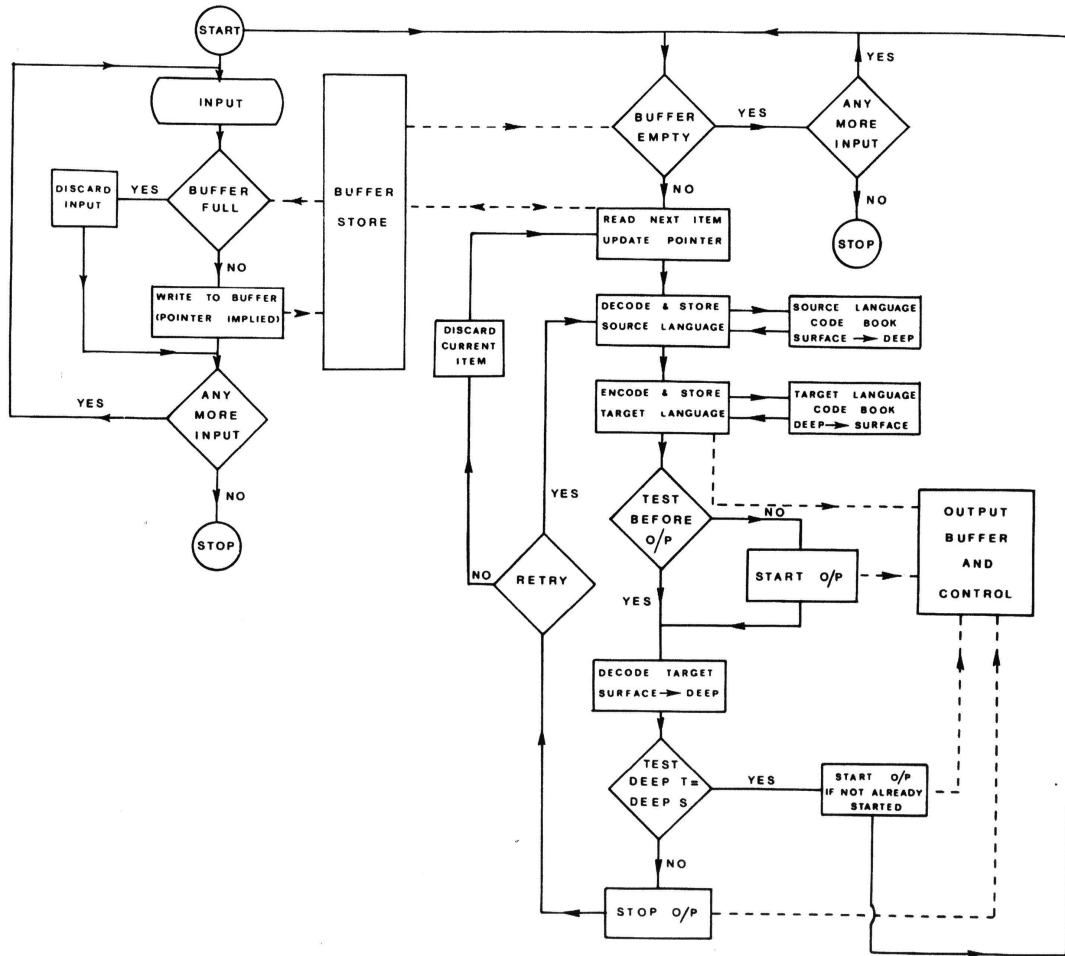 START
INPUT
BUFFER
FULL
YES
DISCARD
INPUT
NO
WRITE TO BUFFER
(POINTER IMPLIED)
ANY
MORE
INPUT
YES
NO
STOP
BUFFER
STORE
BUFFER
EMPTY
YES
ANY
MORE
INPUT
YES
NO
STOP
NO
READ NEXT ITEM
UPDATE POINTER
DISCARD
CURRENT
ITEM
DECODE & STORE
SOURCE LANGUAGE
SOURCE LANGUAGE
CODE BOOK
SURFACE → DEEP
ENCODE & STORE
TARGET LANGUAGE
TARGET LANGUAGE
CODE BOOK
DEEP → SURFACE
TEST
BEFORE
O/P
NO
YES
START O/P
OUTPUT
BUFFER
AND
CONTROL
YES
RETRY
NO
DECODE TARGET
SURFACE → DEEP
TEST
DEEP T=
DEEP S
YES
START O/P
IF NOT ALREADY
STARTED
NO
STOP O/P